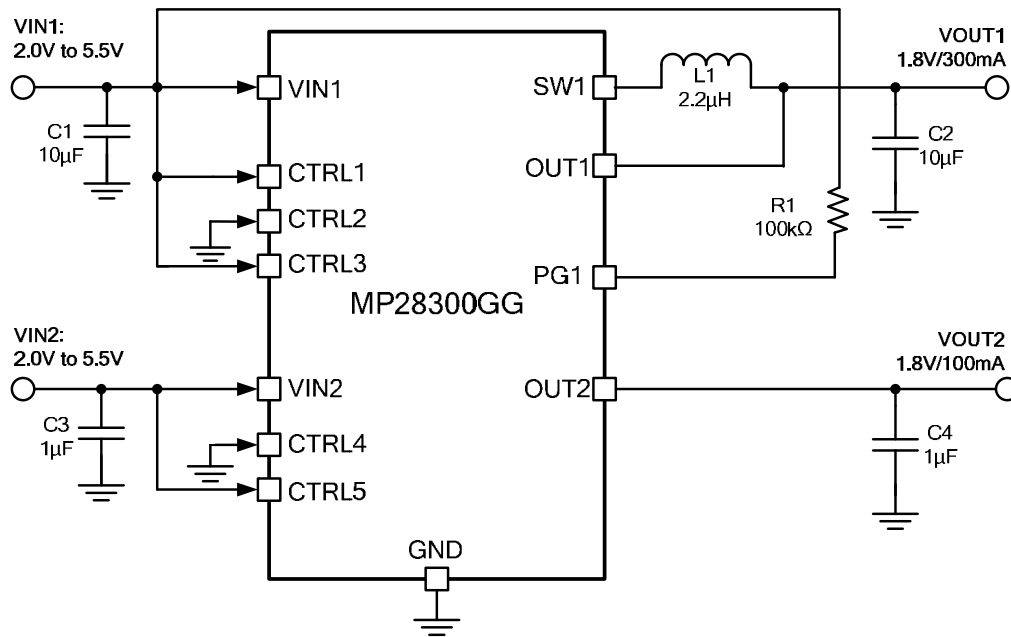 VIN1:
2.0V to 5.5V
C1
10µF
VIN1
CTRL1
CTRL2
CTRL3
MP28300GG
SW1
L1
2.2µH
OUT1
R1
100kΩ
PG1
VOUT1
1.8V/300mA
C2
10µF
VIN2:
2.0V to 5.5V
C3
1µF
VIN2
CTRL4
CTRL5
GND
OUT2
VOUT2
1.8V/100mA
C4
1µF